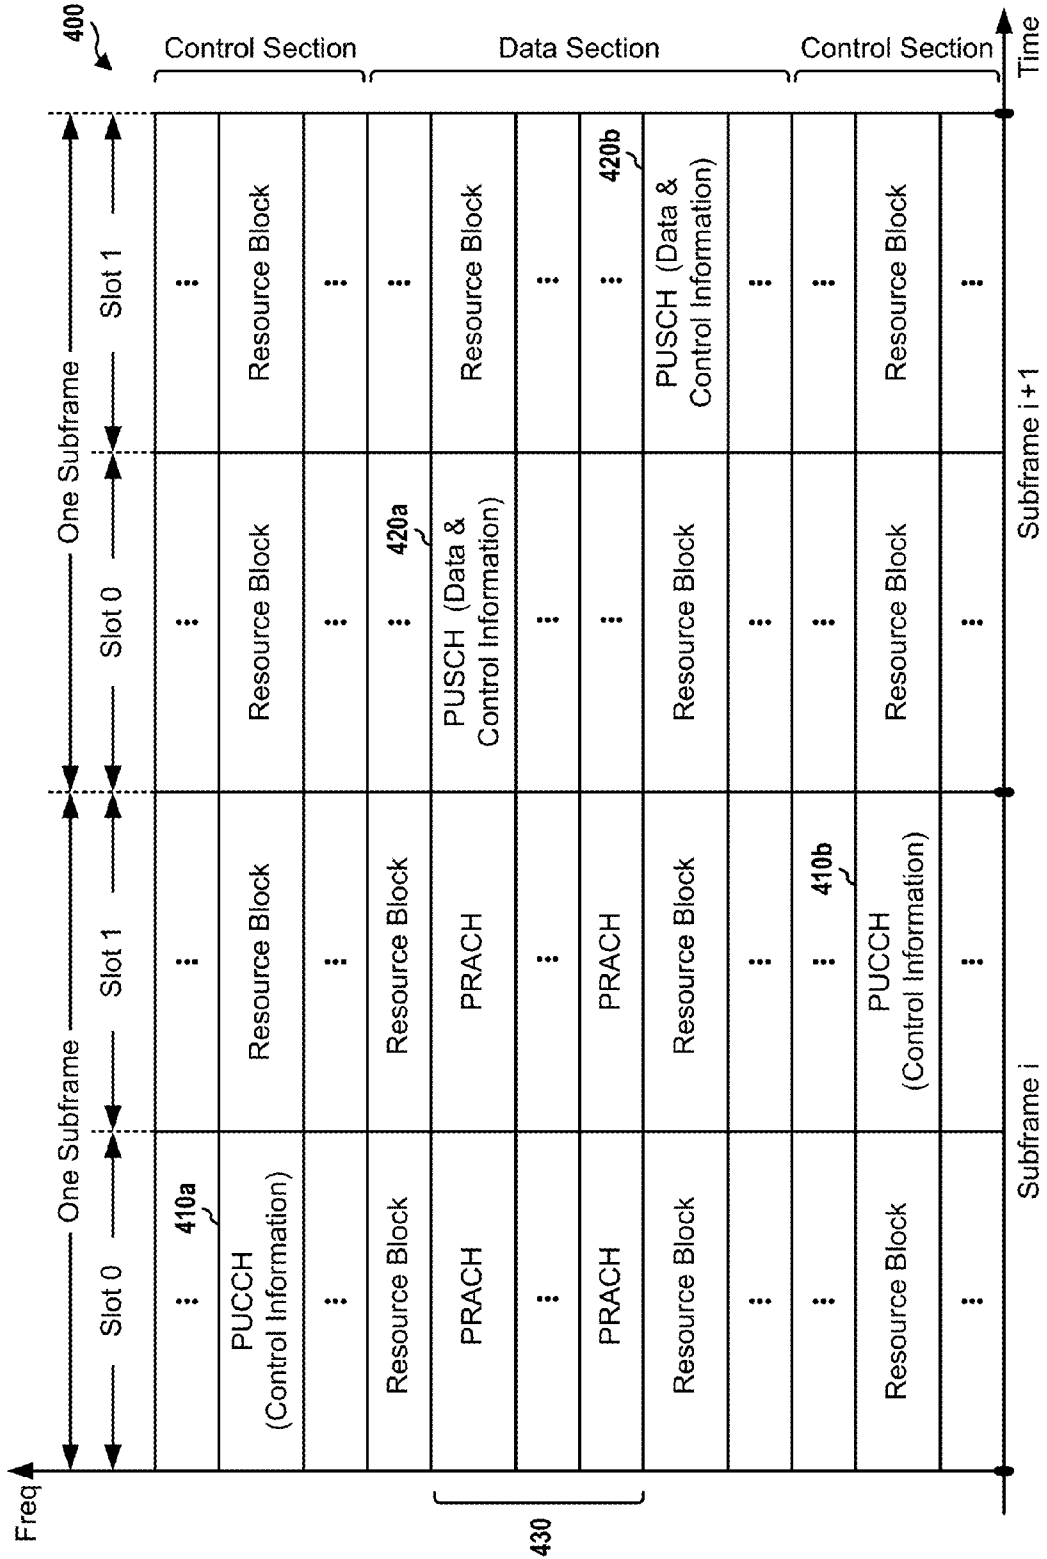 400
Freq
One Subframe
One Subframe
Slot 0
Slot 1
Slot 0
Slot 1
...
410a
...
...
...
Control Section
PUCCH
(Control Information)
Resource Block
Resource Block
Resource Block
...
...
...
...
Resource Block
Resource Block
...
420a
...
Data Section
430
PRACH
PRACH
PUSCH (Data &
Control Information)
Resource Block
...
...
...
...
PRACH
PRACH
...
...
420b
Resource Block
Resource Block
Resource Block
PUSCH (Data &
Control Information)
...
...
...
...
...
...
410b
...
...
Control Section
Resource Block
PUCCH
(Control Information)
Resource Block
Resource Block
...
...
...
...
Time
Subframe i
Subframe i + 1